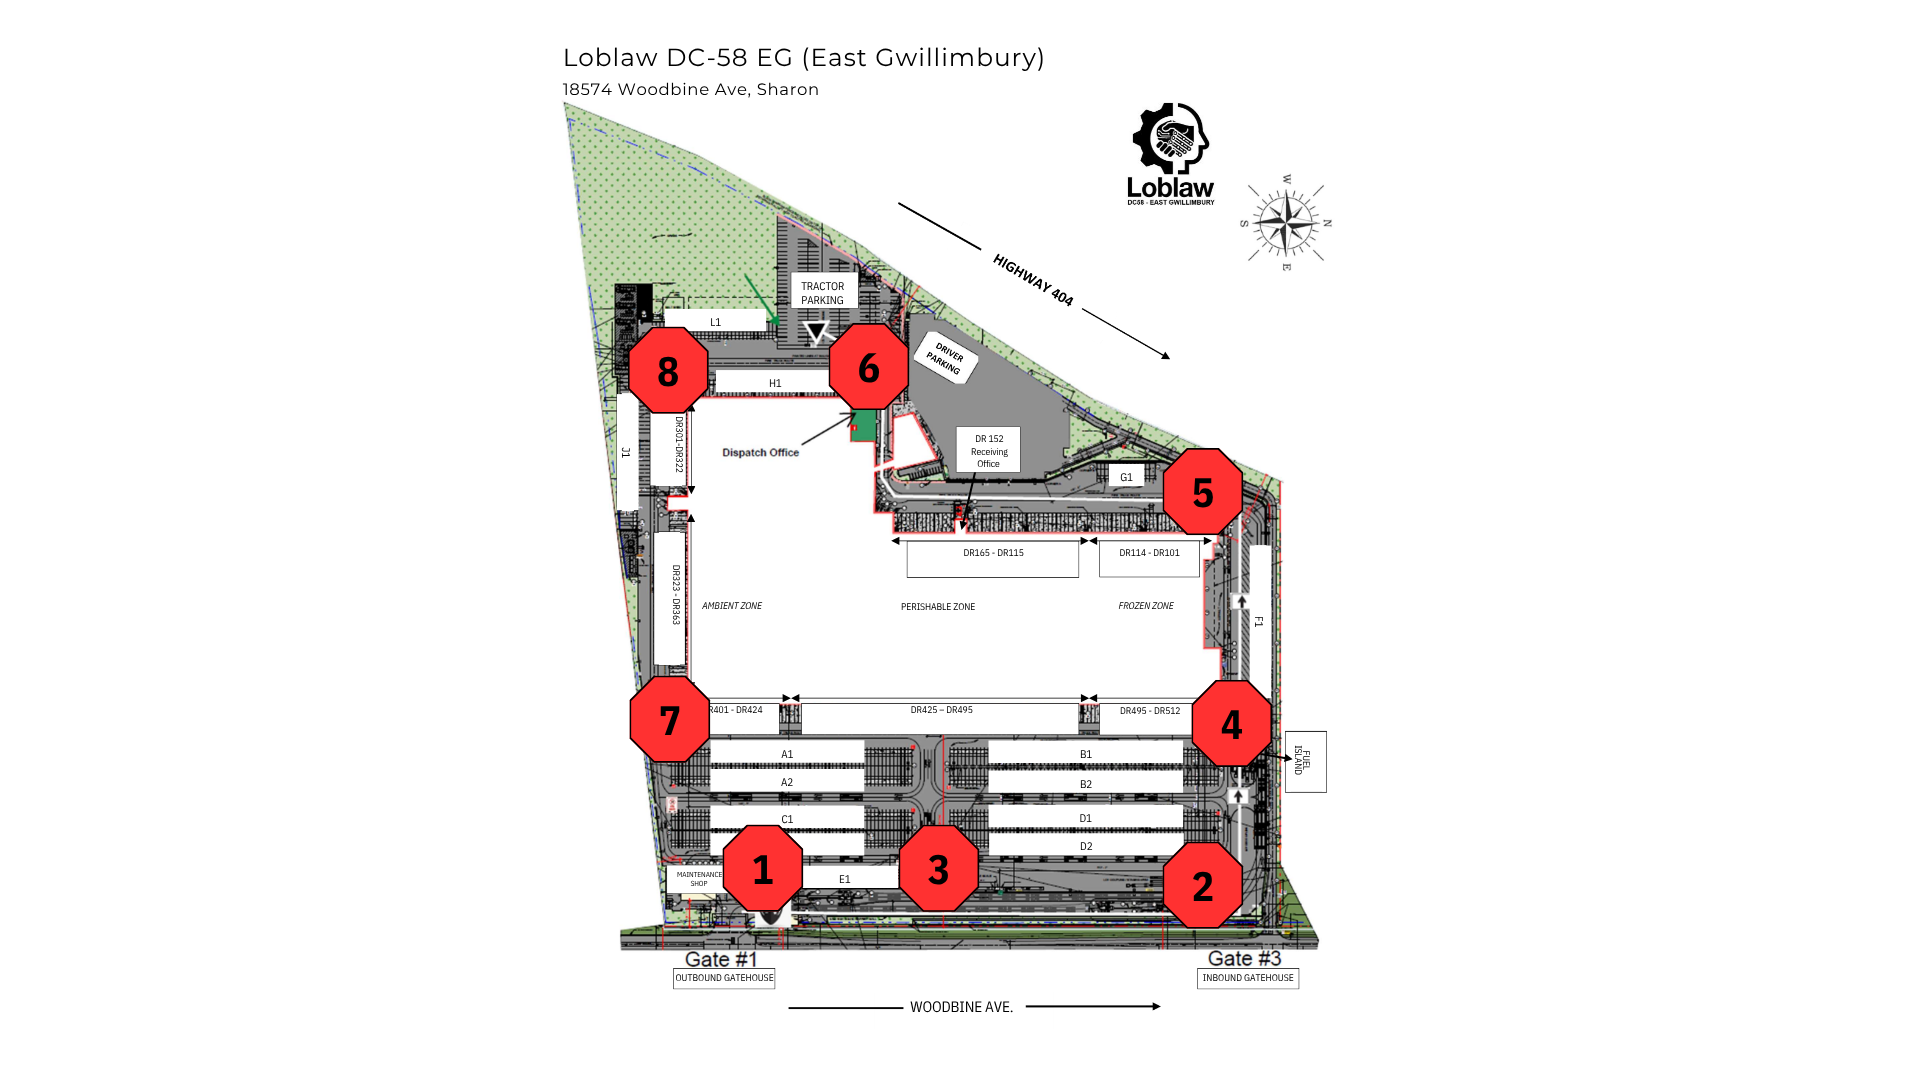 Loblaw DC-58 EG (East Gwillimbury)
18574 Woodbine Ave, Sharon
Loblaw
DC58 - EAST GWILLIMBURY
W
S
N
E
HIGHWAY 404
TRACTOR
PARKING
L1
DRIVER
PARKING
8
6
H1
J1
DR301-DR322
Dispatch Office
DR 152
Receiving
Office
G1
5
DR165 - DR115
DR114 - DR101
DR323 - DR363
AMBIENT ZONE
PERISHABLE ZONE
FROZEN ZONE
F1
7
R401 - DR424
DR425 – DR495
DR495 - DR512
4
FUEL
ISLAND
A1
B1
A2
B2
C1
D1
D2
1
3
2
MAINTENANCE
SHOP
E1
Gate #1
Gate #3
OUTBOUND GATEHOUSE
INBOUND GATEHOUSE
WOODBINE AVE.